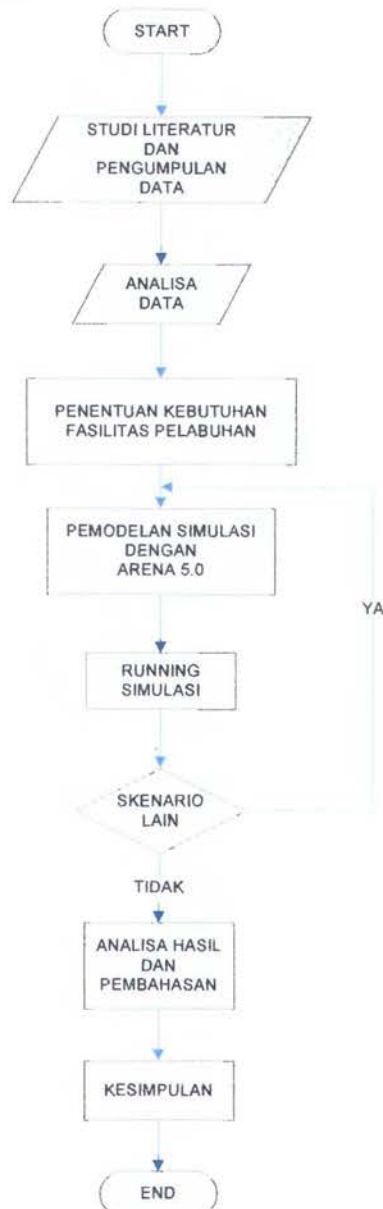 START
STUDI LITERATUR
DAN
PENGUMPULAN
DATA
ANALISA
DATA
PENENTUAN KEBUTUHAN
FASILITAS PELABUHAN
PEMODELAN SIMULASI
DENGAN
ARENA 5.0
YA
RUNNING
SIMULASI
SKENARIO
LAIN
TIDAK
ANALISA HASIL
DAN
PEMBAHASAN
KESIMPULAN
END